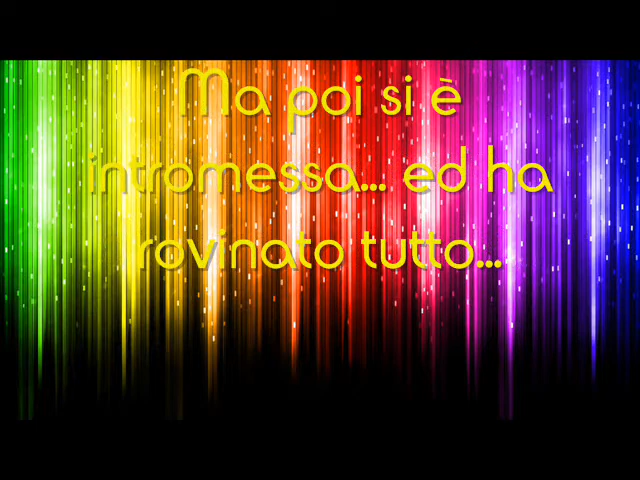 Ma poi si è
intromessa... ed ha
rovinato tutto...